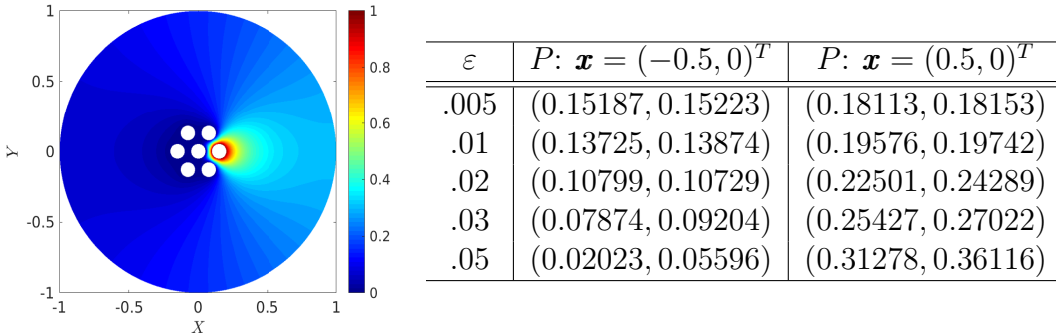 1
0.5
0
-0.5
-1
Y
-1 -0.5 0 0.5 1
X
1
0.8
0.6
0.4
0.2
0
ε P: x = (−0.5, 0)^T P: x = (0.5, 0)^T
.005 (0.15187, 0.15223) (0.18113, 0.18153)
.01 (0.13725, 0.13874) (0.19576, 0.19742)
.02 (0.10799, 0.10729) (0.22501, 0.24289)
.03 (0.07874, 0.09204) (0.25427, 0.27022)
.05 (0.02023, 0.05596) (0.31278, 0.36116)